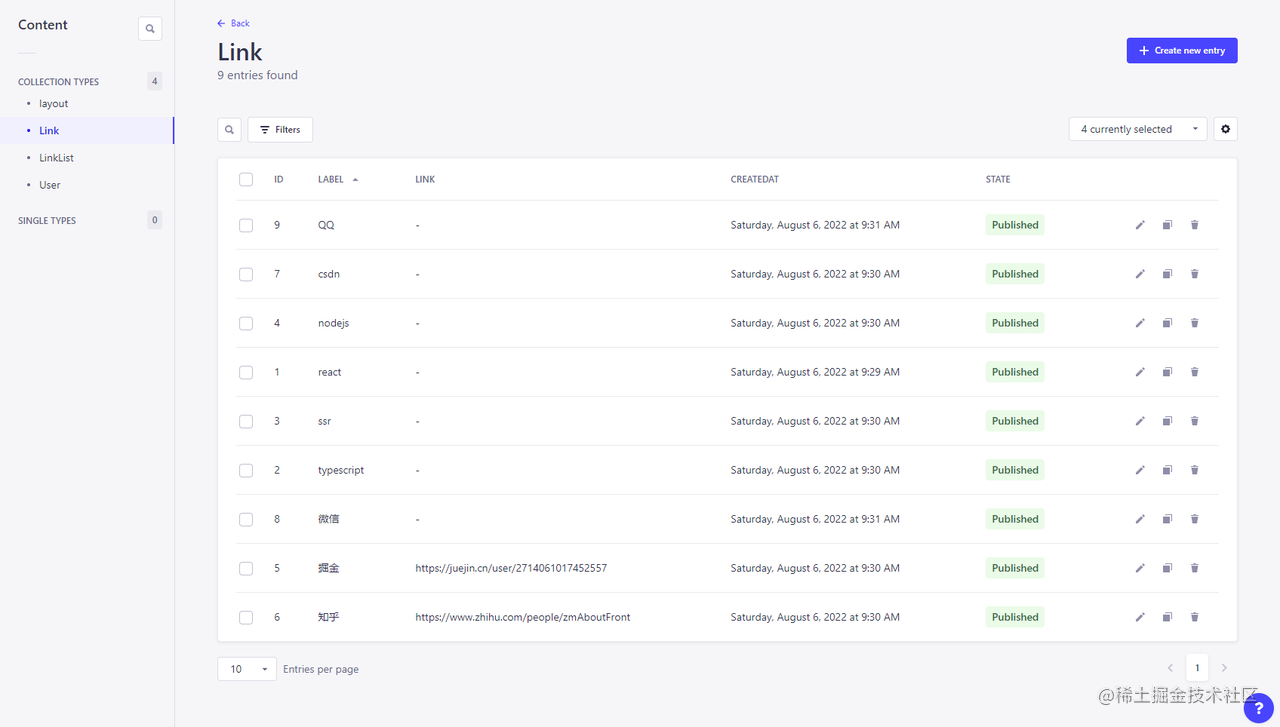 Content
COLLECTION TYPES 4
layout
Link
LinkList
User
SINGLE TYPES 0
Back
Link
9 entries found
Create new entry
Filters
4 currently selected
ID LABEL LINK CREATEDAT STATE
9 QQ - Saturday, August 6, 2022 at 9:31 AM Published
7 csdn - Saturday, August 6, 2022 at 9:30 AM Published
4 nodejs - Saturday, August 6, 2022 at 9:30 AM Published
1 react - Saturday, August 6, 2022 at 9:29 AM Published
3 ssr - Saturday, August 6, 2022 at 9:30 AM Published
2 typescript - Saturday, August 6, 2022 at 9:30 AM Published
8 微信 - Saturday, August 6, 2022 at 9:31 AM Published
5 掘金 https://juejin.cn/user/2714061017452557 Saturday, August 6, 2022 at 9:30 AM Published
6 知乎 https://www.zhihu.com/people/zmAboutFront Saturday, August 6, 2022 at 9:30 AM Published
10 Entries per page
1
@稀土掘金技术社区
?